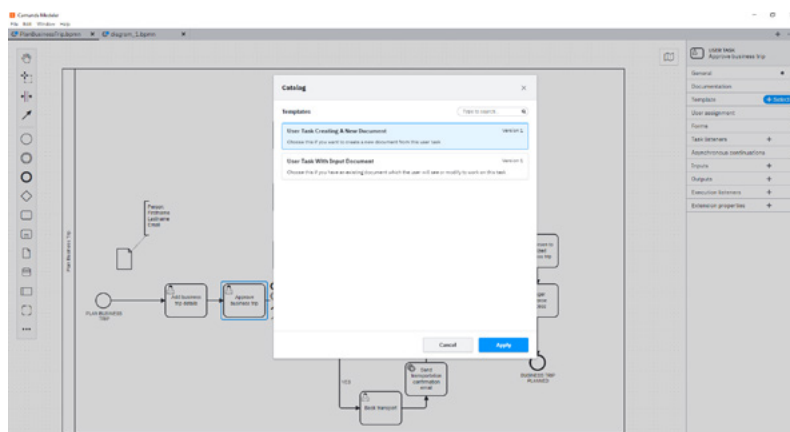 Camunda Modeler
File Edit Window Help
PlanBusinessTrip.bpmn
diagram_1.bpmn
Catalog
Templates
User Task Creating A New Document
Version 1
Choose this if you want to create a new document from this user task
User Task With Input Document
Version 1
Choose this if you have an existing document which the user will see or modify to work on this task.
Cancel
Apply
USER TASK
Approve business trip
General
Documentation
Template
+ Select
User assignment
Forms
Task listeners
Asynchronous continuations
Inputs
Outputs
Execution listeners
Extension properties
Plan Business Trip
Person:
Firstname
Lastname
Email
PLAN BUSINESS
TRIP
Add business
trip details
Approve
business trip
YES
Book transport
Send
transportation
confirmation
email
BUSINESS TRIP
PLANNED